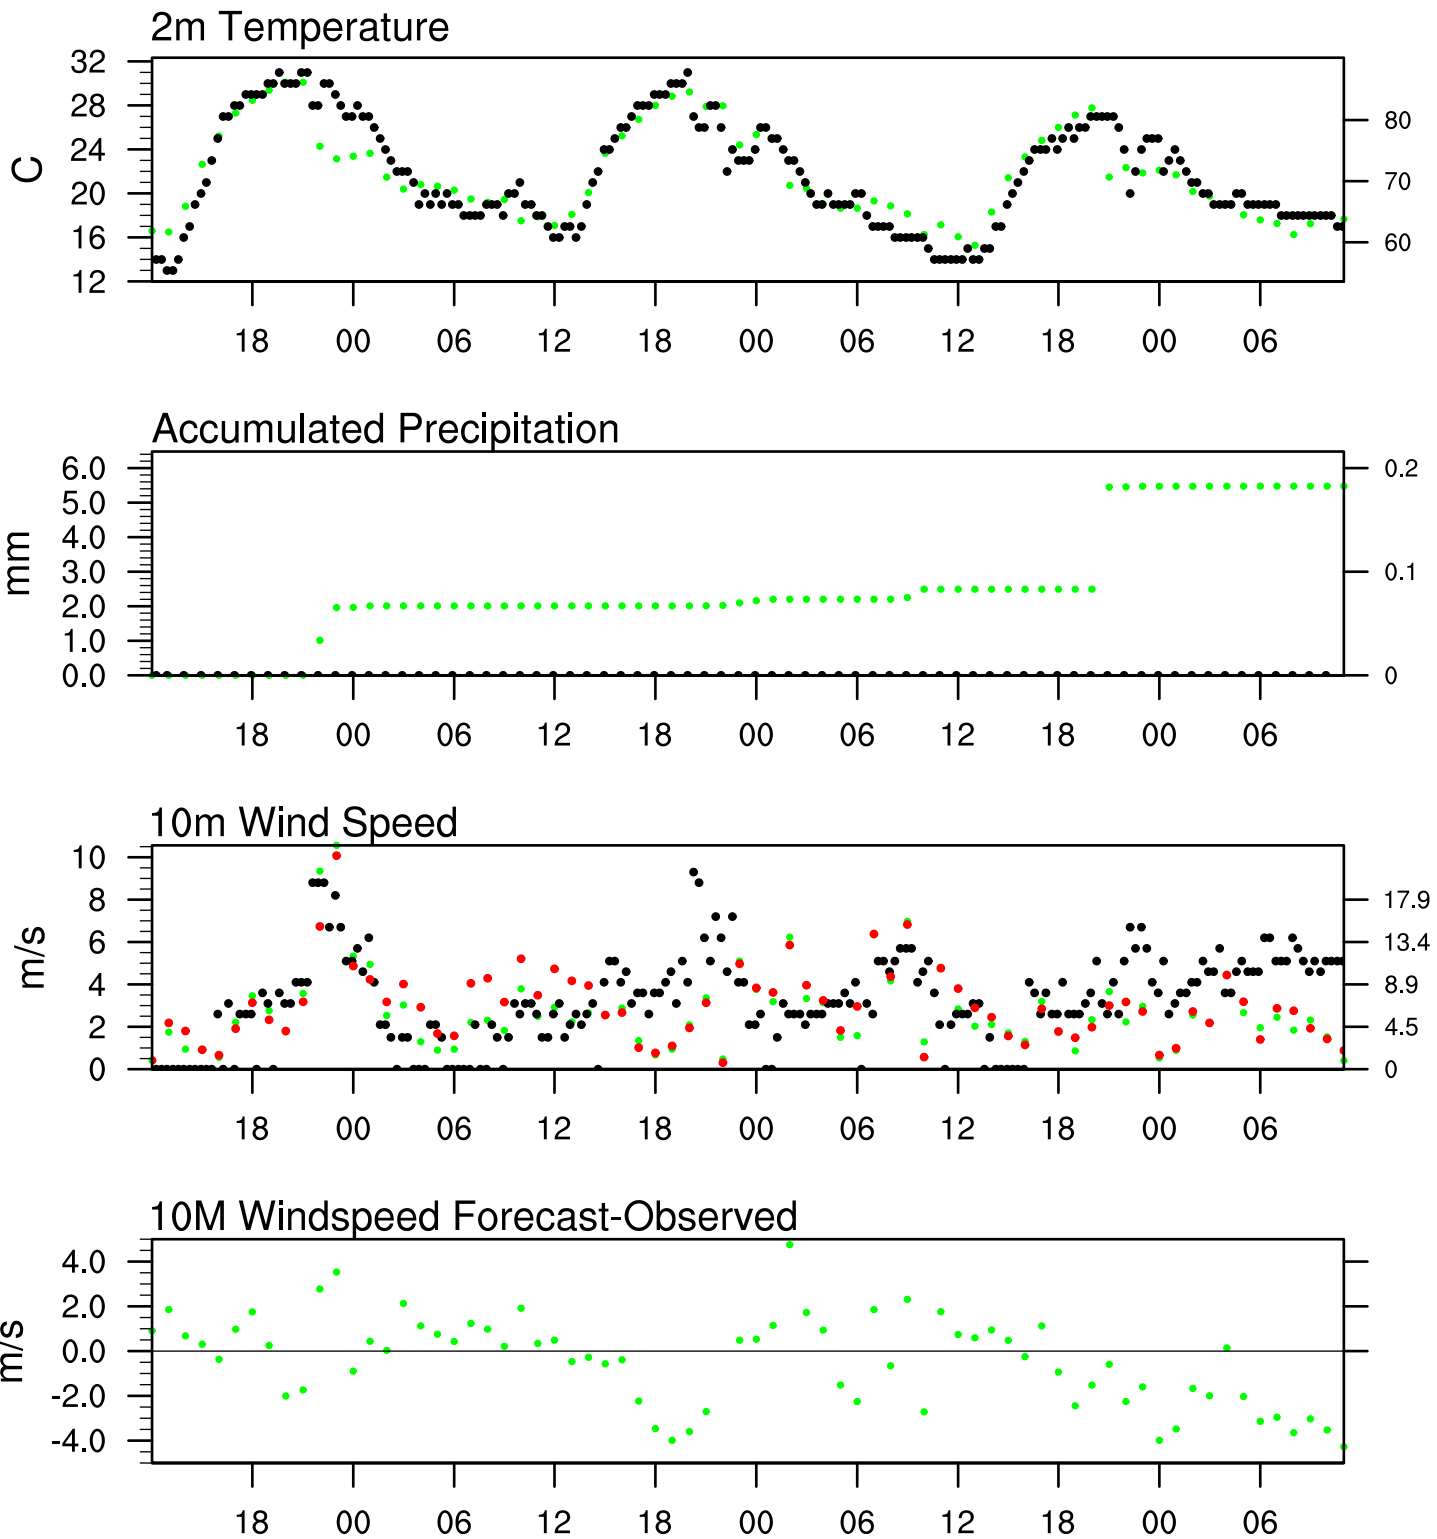 2m Temperature
32
28
24
20
16
12
C
80
70
60
18 00 06 12 18 00 06 12 18 00 06
Accumulated Precipitation
6.0
5.0
4.0
3.0
2.0
1.0
0.0
mm
0.2
0.1
0
18 00 06 12 18 00 06 12 18 00 06
10m Wind Speed
10
8
6
4
2
0
m/s
17.9
13.4
8.9
4.5
0
18 00 06 12 18 00 06 12 18 00 06
10M Windspeed Forecast-Observed
4.0
2.0
0.0
-2.0
-4.0
m/s
18 00 06 12 18 00 06 12 18 00 06